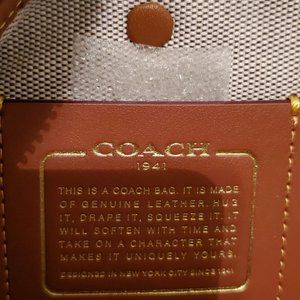 COACH
1941
THIS IS A COACH BAG. IT IS MADE
OF GENUINE LEATHER. HUG
IT, DRAPE IT, SQUEEZE IT. IT
WILL SOFTEN WITH TIME AND
TAKE ON A CHARACTER THAT
MAKES IT UNIQUELY YOURS.
DESIGNED IN NEW YORK CITY SINCE 1941